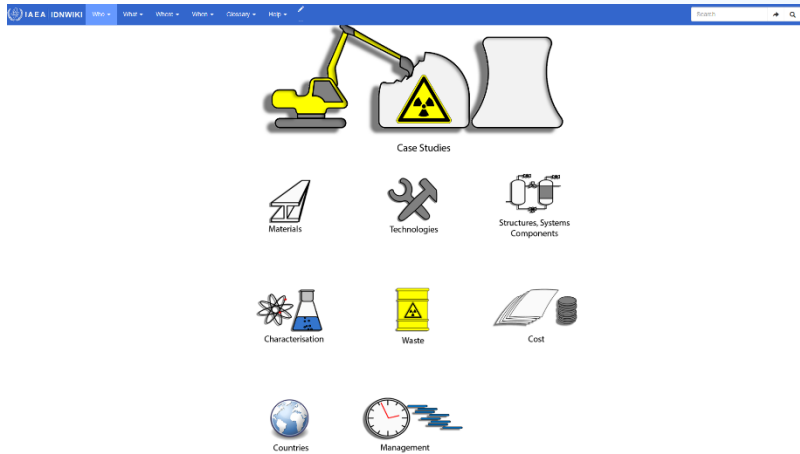 IAEA IDNWIKI Who What Where When Glossary Help Search
Case Studies
Materials
Technologies
Structures, Systems
Components
Characterisation
Waste
Cost
Countries
Management